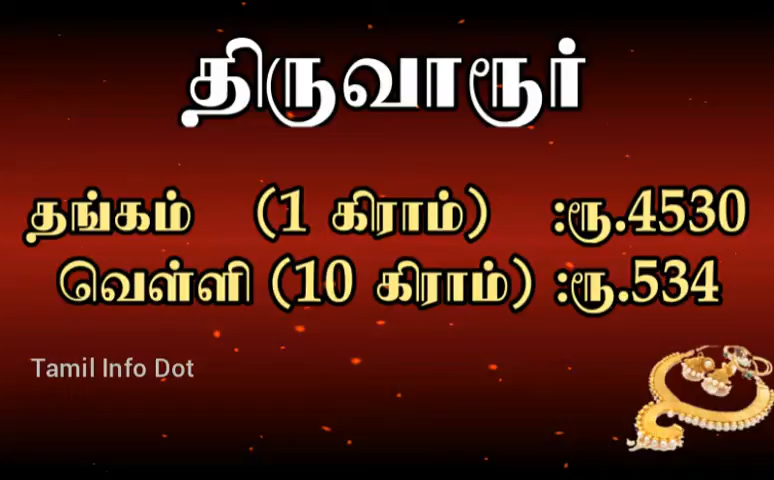 திருவாரூர்
தங்கம் (1 கிராம்) :ரூ.4530
வெள்ளி (10 கிராம்) :ரூ.534
Tamil Info Dot